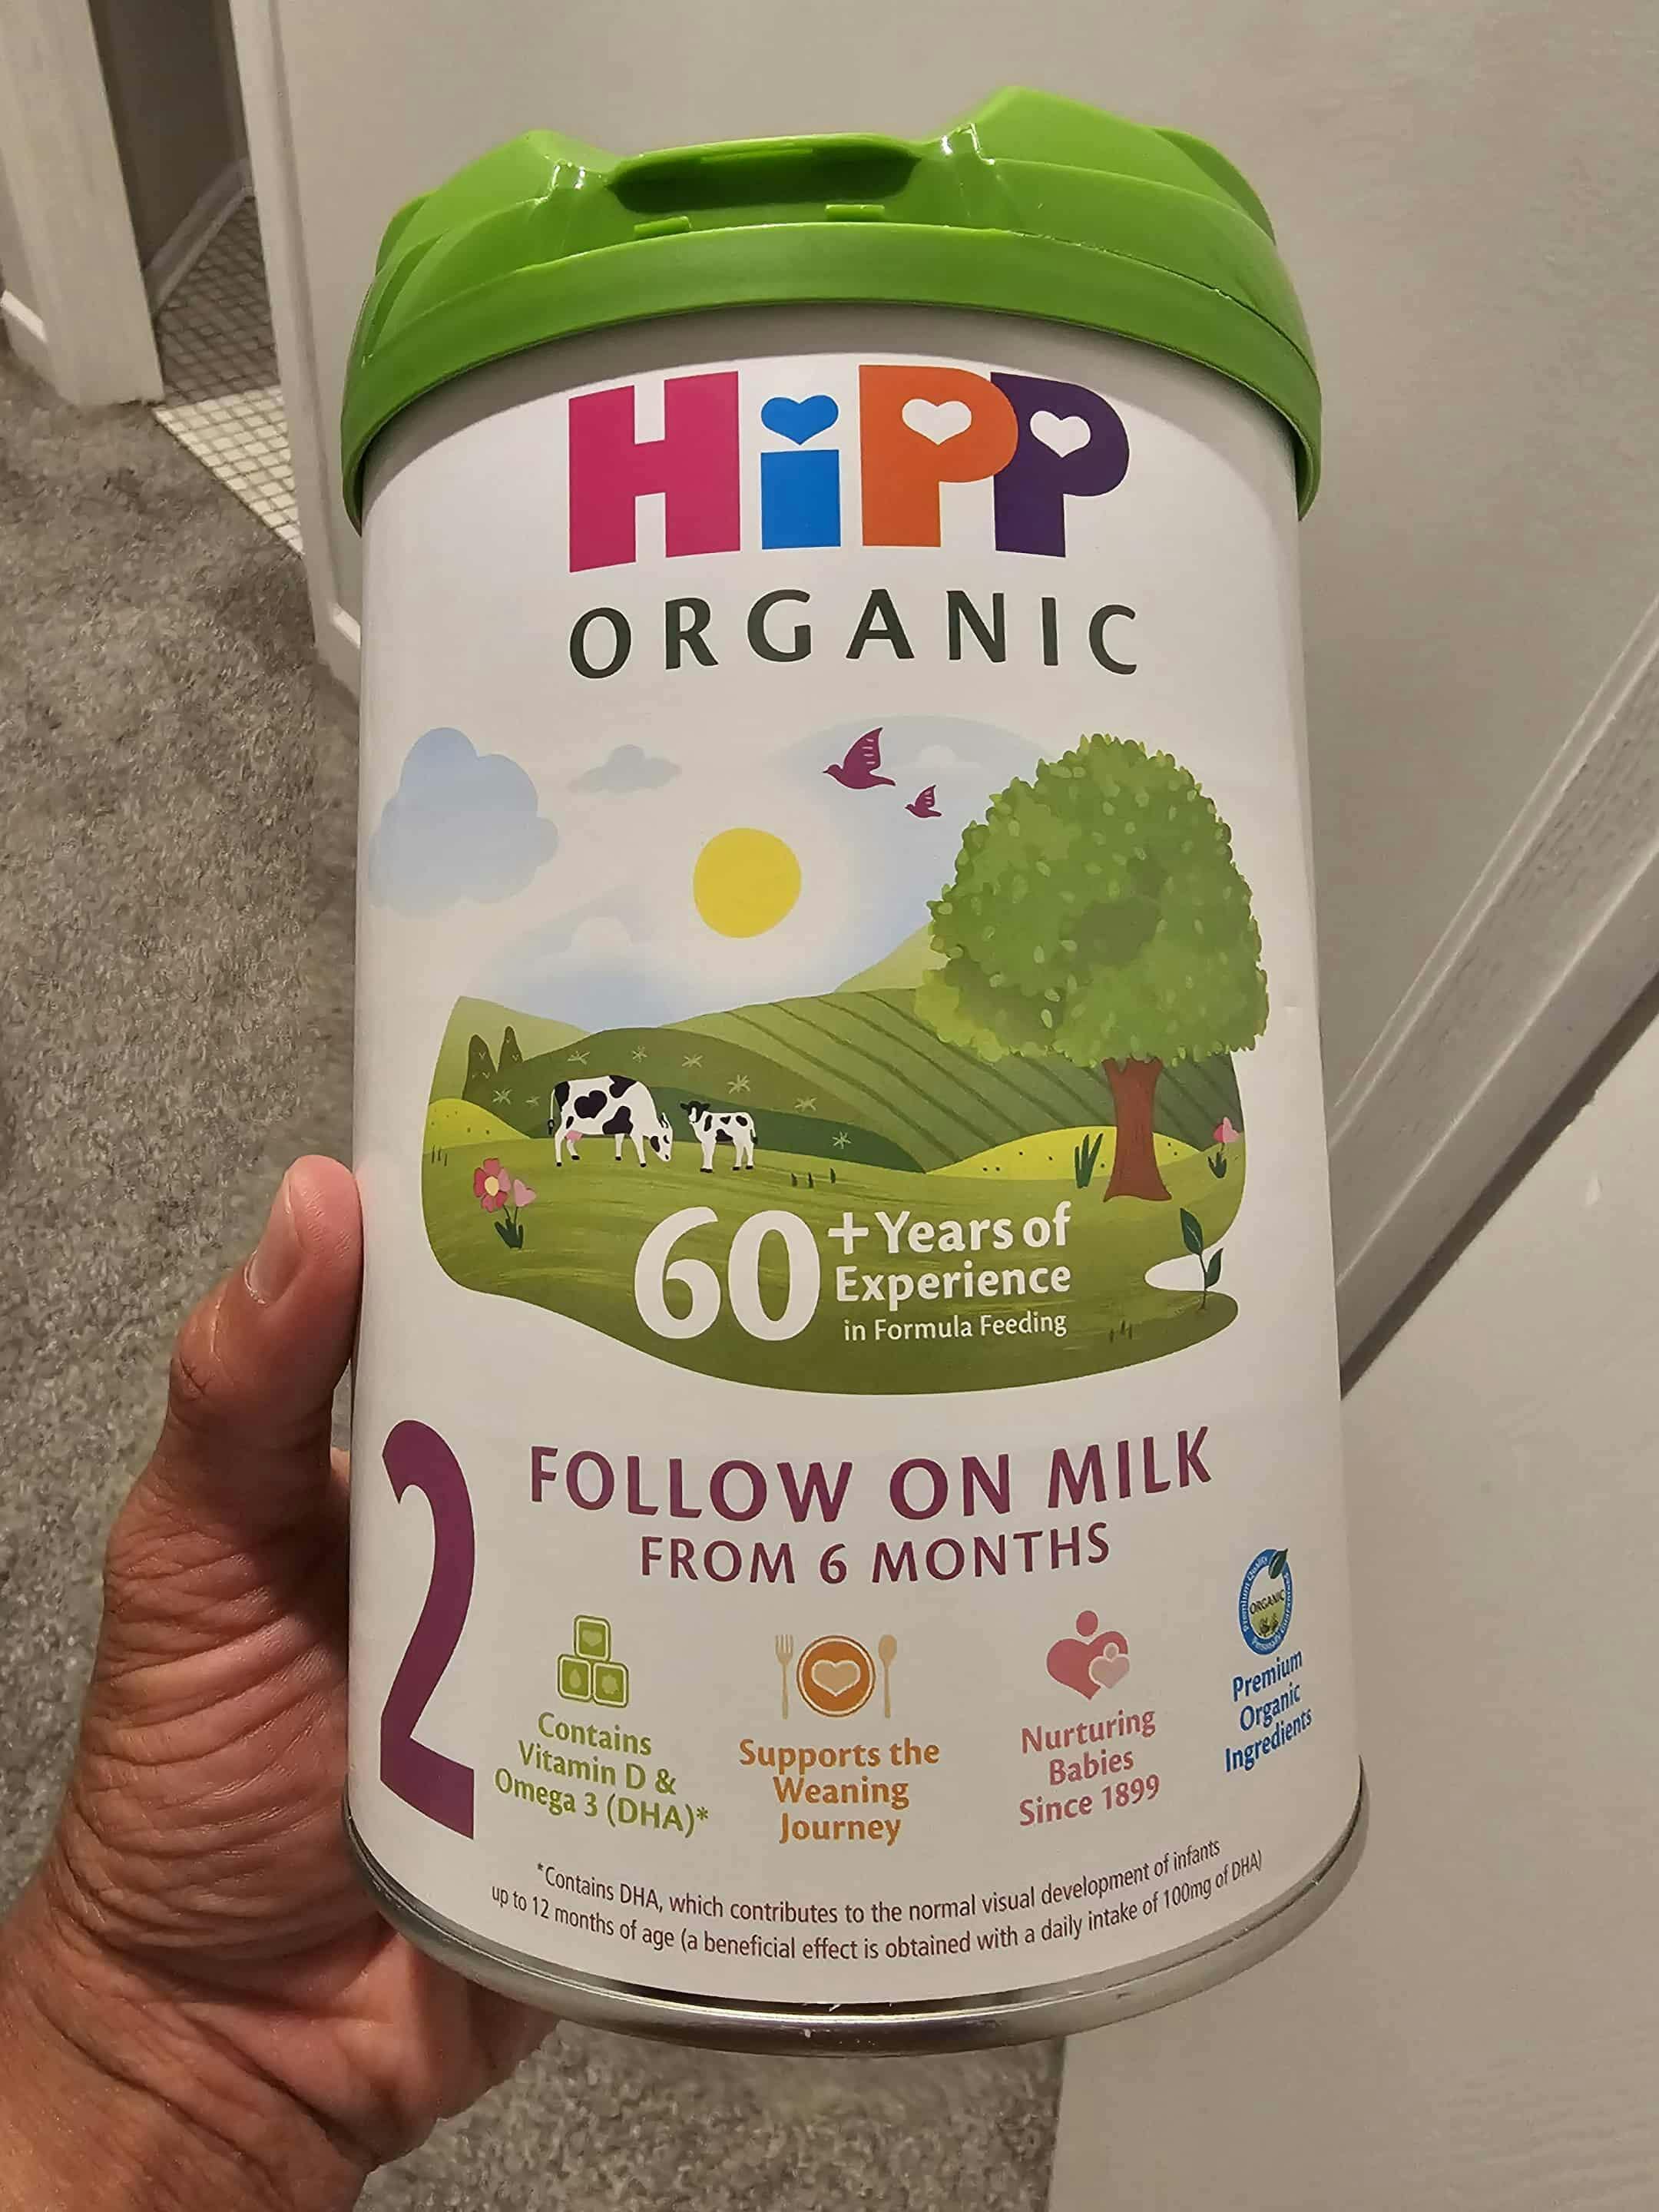 HiPP
ORGANIC
60 + Years of
Experience
in Formula Feeding
2
FOLLOW ON MILK
FROM 6 MONTHS
Contains
Vitamin D &
Omega 3 (DHA)*
Supports the
Weaning
Journey
Nurturing
Babies
Since 1899
Premium Quality
ORGANIC
Premium
Organic
Ingredients
*Contains DHA, which contributes to the normal visual development of infants
up to 12 months of age (a beneficial effect is obtained with a daily intake of 100mg of DHA)